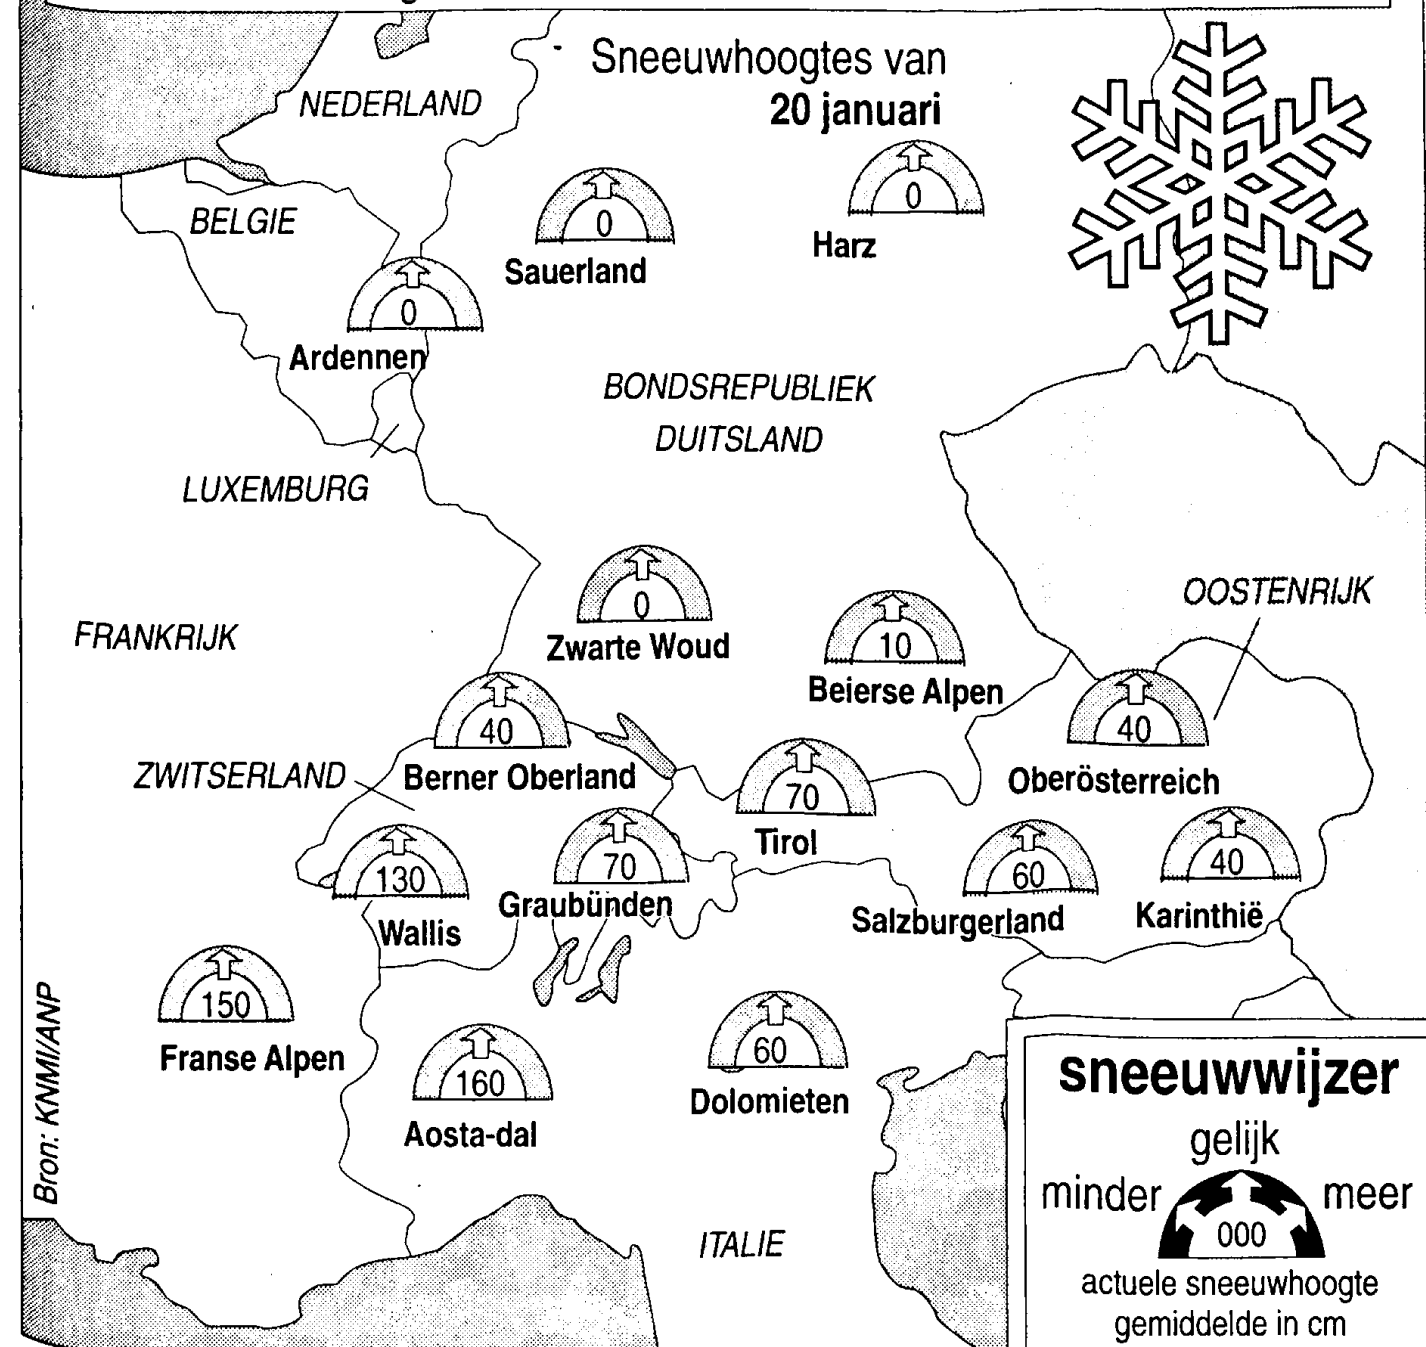 Sneeuwhoogtes van
20 januari
NEDERLAND
BELGIE
0
Sauerland
0
Harz
0
Ardennen
BONDSREPUBLIEK
DUITSLAND
LUXEMBURG
FRANKRIJK
0
Zwarte Woud
10
Beierse Alpen
OOSTENRIJK
40
Berner Oberland
ZWITSERLAND
70
Tirol
40
Oberösterreich
130
Wallis
70
Graubünden
60
Salzburgerland
40
Karinthië
150
Franse Alpen
160
Aosta-dal
60
Dolomieten
ITALIE
Bron: KNMI/ANP
sneeuwwijzer
gelijk
minder meer
000
actuele sneeuwhoogte
gemiddelde in cm